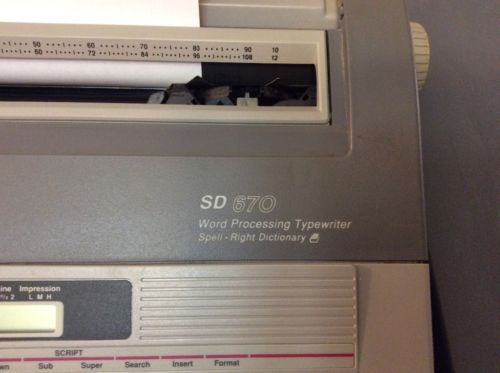 50 60 70 80 90 10
60 72 84 96 108 12
SD 670
Word Processing Typewriter
Spell-Right Dictionary
Impression
L M H
SCRIPT
Sub Super Search Insert Format